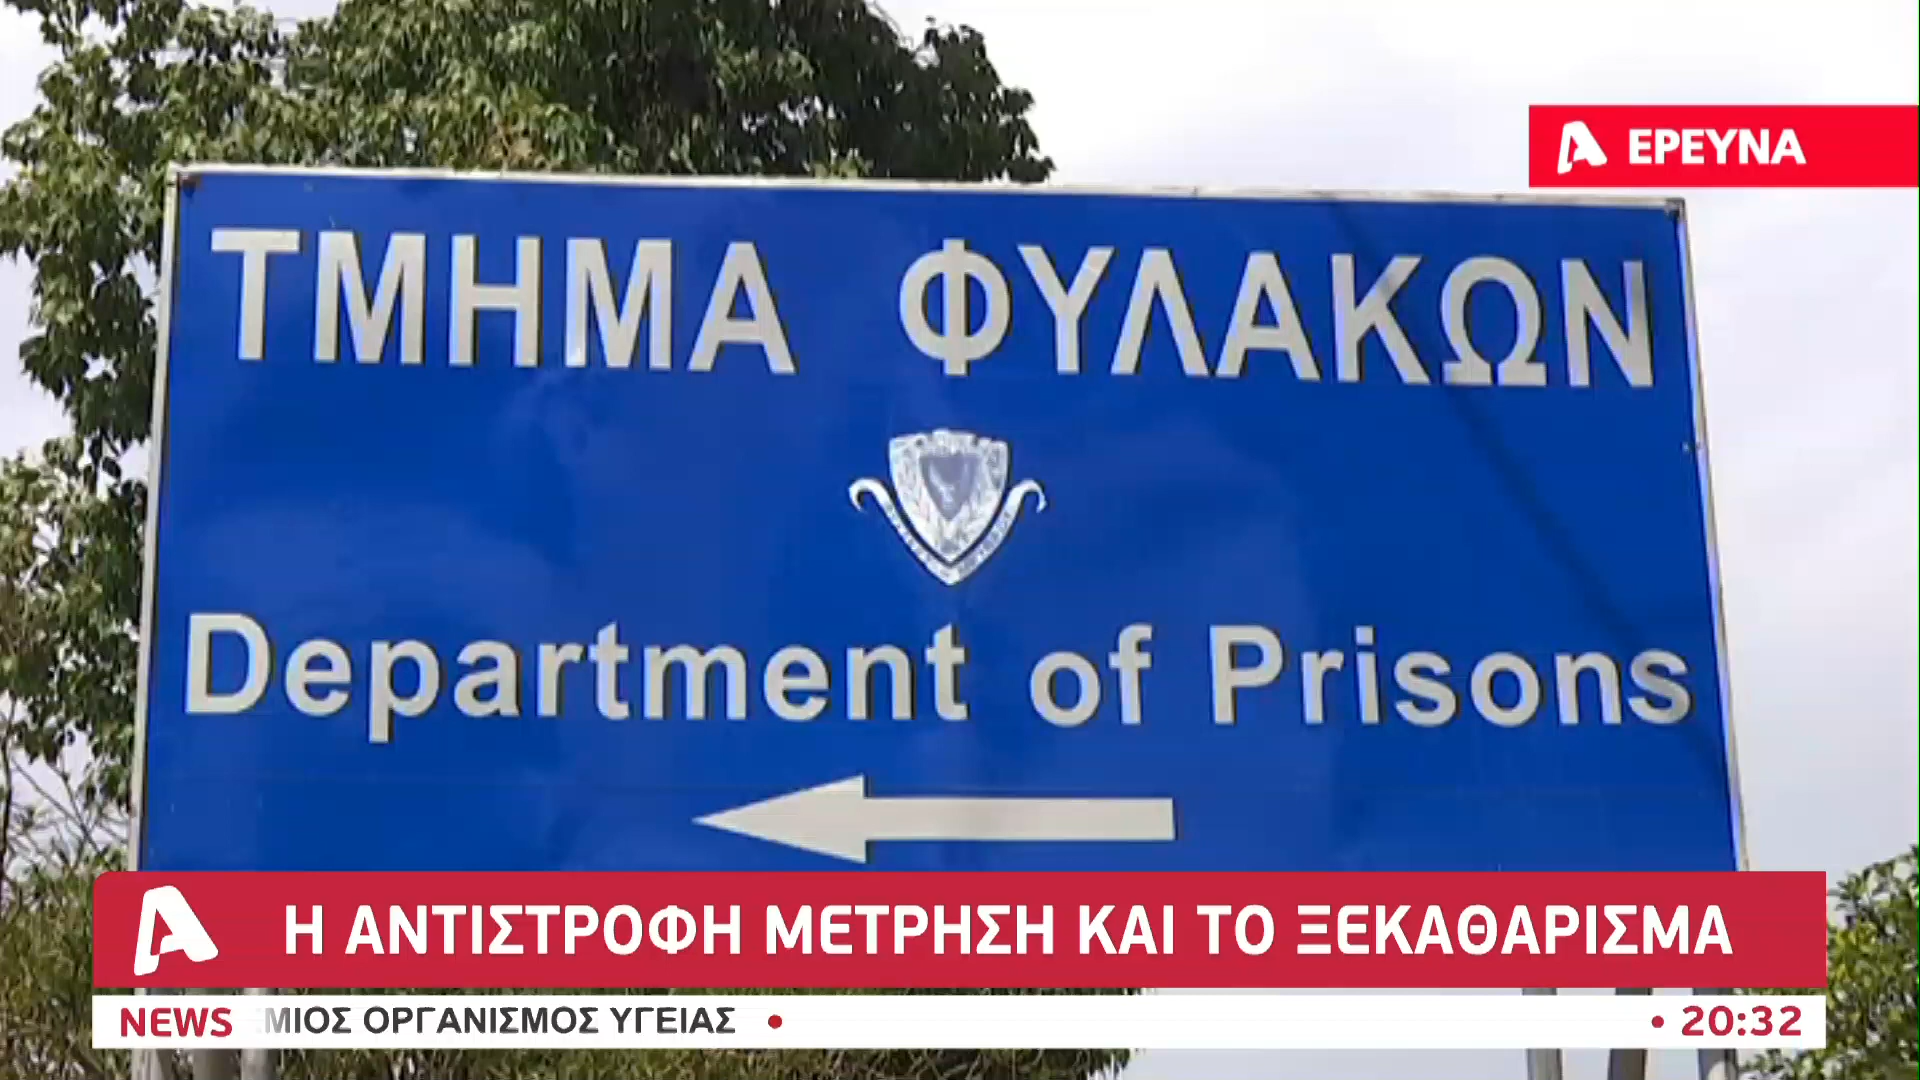 ΕΡΕΥΝΑ
ΤΜΗΜΑ ΦΥΛΑΚΩΝ
Department of Prisons
Η ΑΝΤΙΣΤΡΟΦΗ ΜΕΤΡΗΣΗ ΚΑΙ ΤΟ ΞΕΚΑΘΑΡΙΣΜΑ
NEWS ΜΙΟΣ ΟΡΓΑΝΙΣΜΟΣ ΥΓΕΙΑΣ • • 20:32